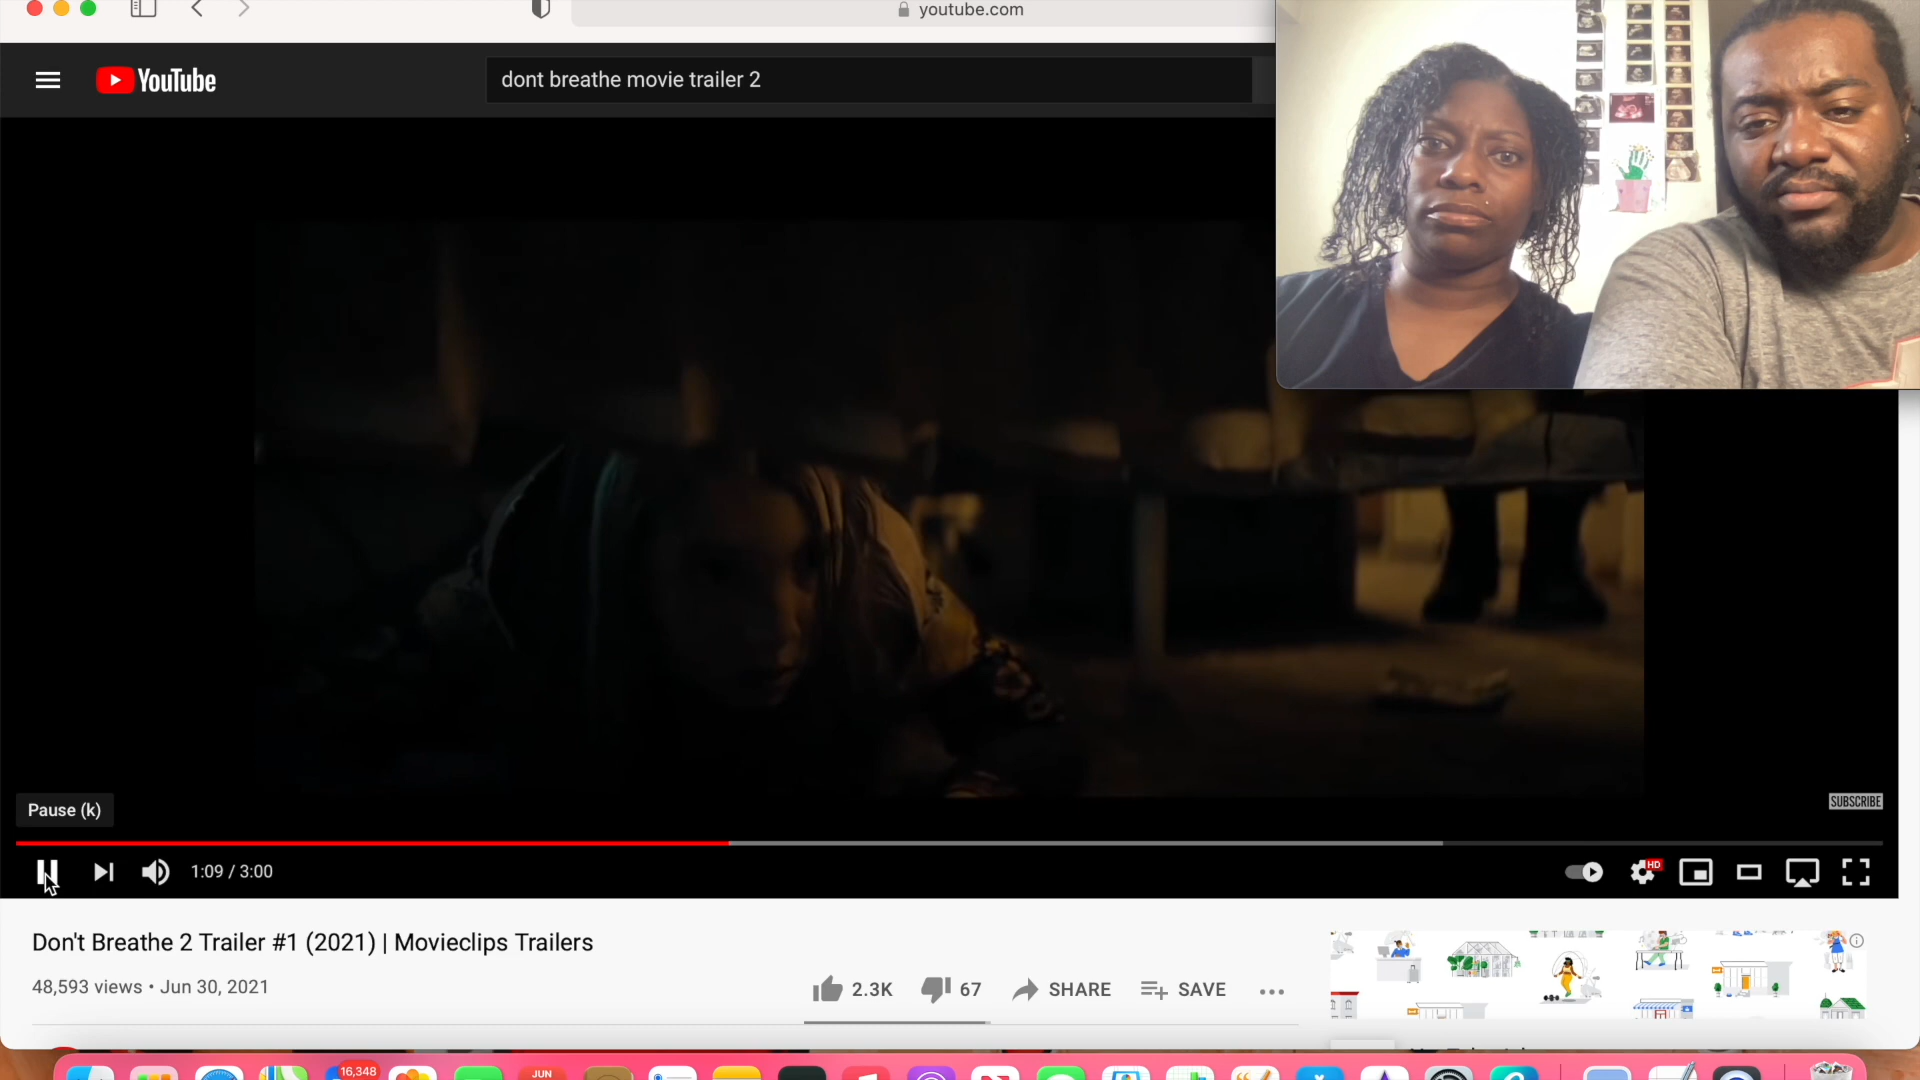 youtube.com
YouTube
dont breathe movie trailer 2
SUBSCRIBE
Pause (k)
1:09 / 3:00
HD
Don't Breathe 2 Trailer #1 (2021) | Movieclips Trailers
48,593 views • Jun 30, 2021
2.3K
67
SHARE
SAVE
16,348
JUN